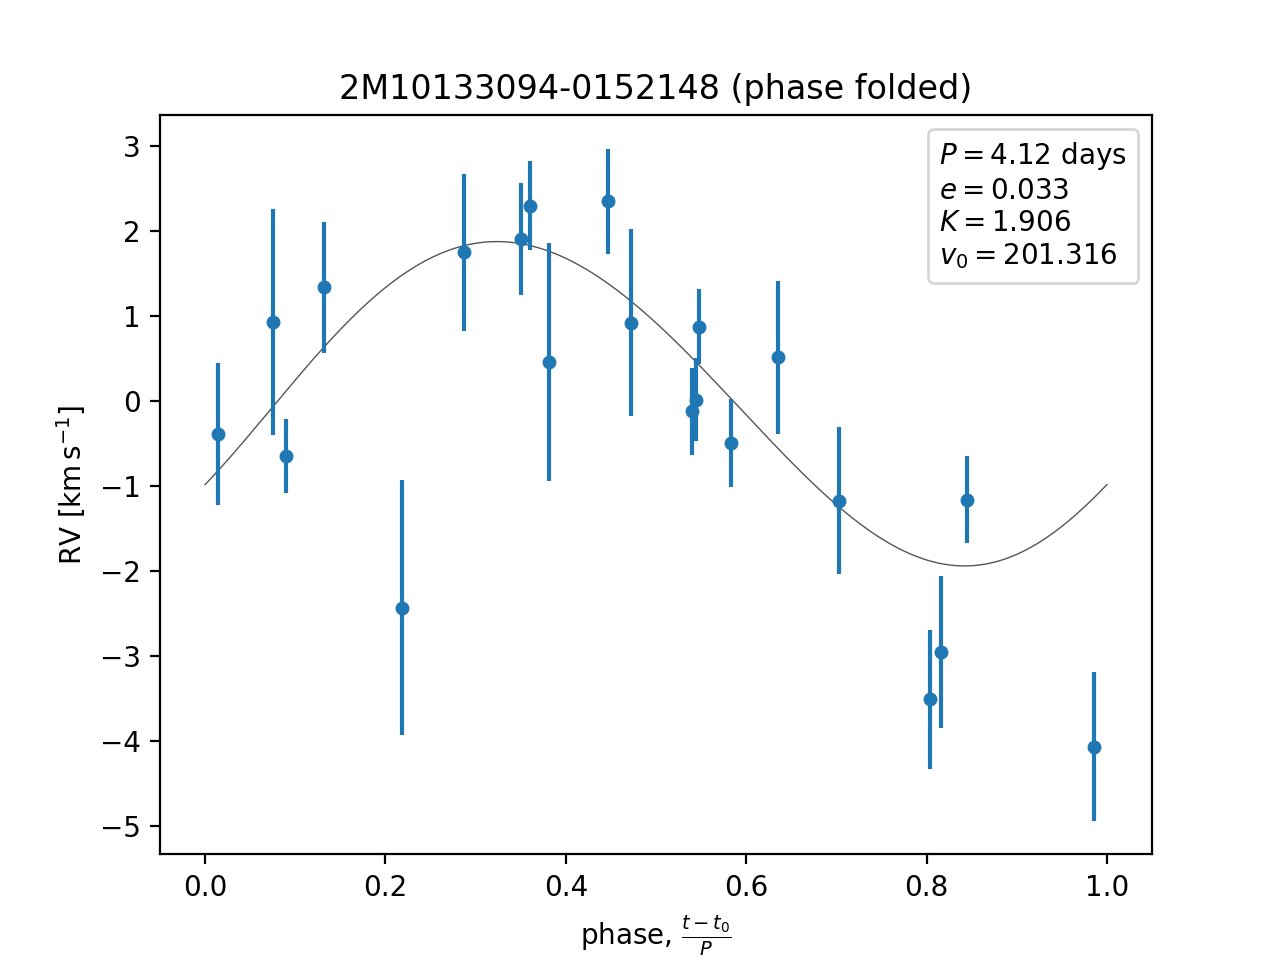 2M10133094-0152148 (phase folded)
P = 4.12 days
e = 0.033
K = 1.906
v₀ = 201.316
3
2
1
0
−1
−2
−3
−4
−5
RV [km s⁻¹]
0.0 0.2 0.4 0.6 0.8 1.0
phase, (t − t₀)/P